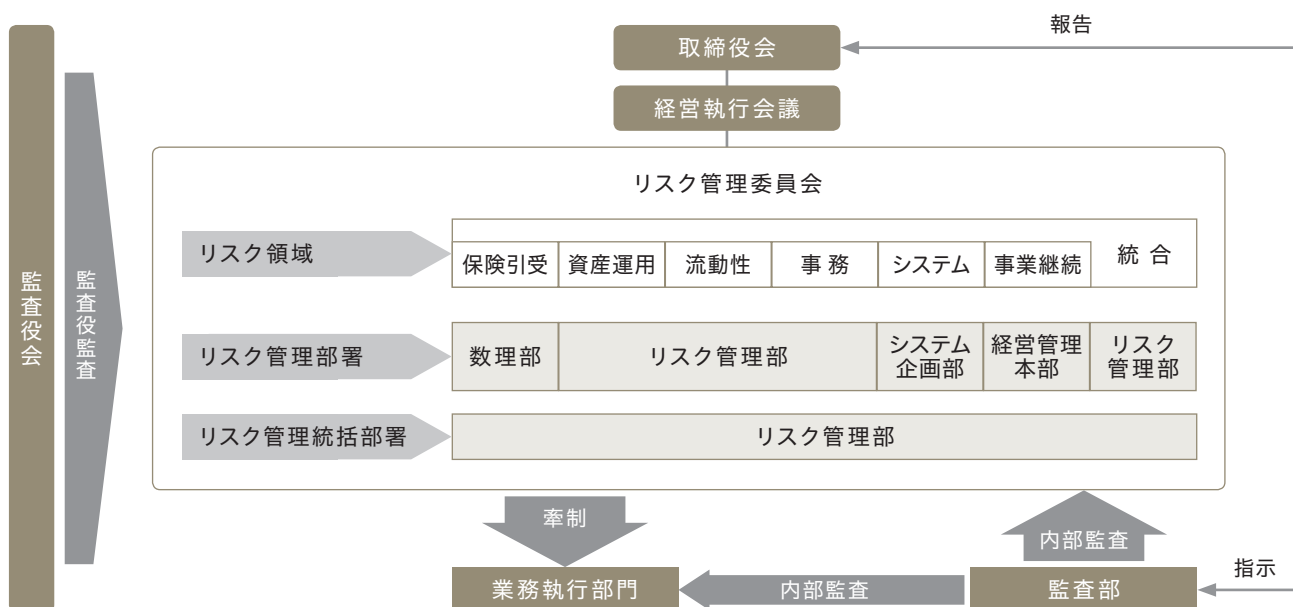 報告
取締役会
経営執行会議
リスク管理委員会
監査役会
監査役監査
リスク領域
保険引受
資産運用
流動性
事務
システム
事業継続
統合
リスク管理部署
数理部
リスク管理部
システム
企画部
経営管理
本部
リスク
管理部
リスク管理統括部署
リスク管理部
牽制
内部監査
業務執行部門
内部監査
監査部
指示